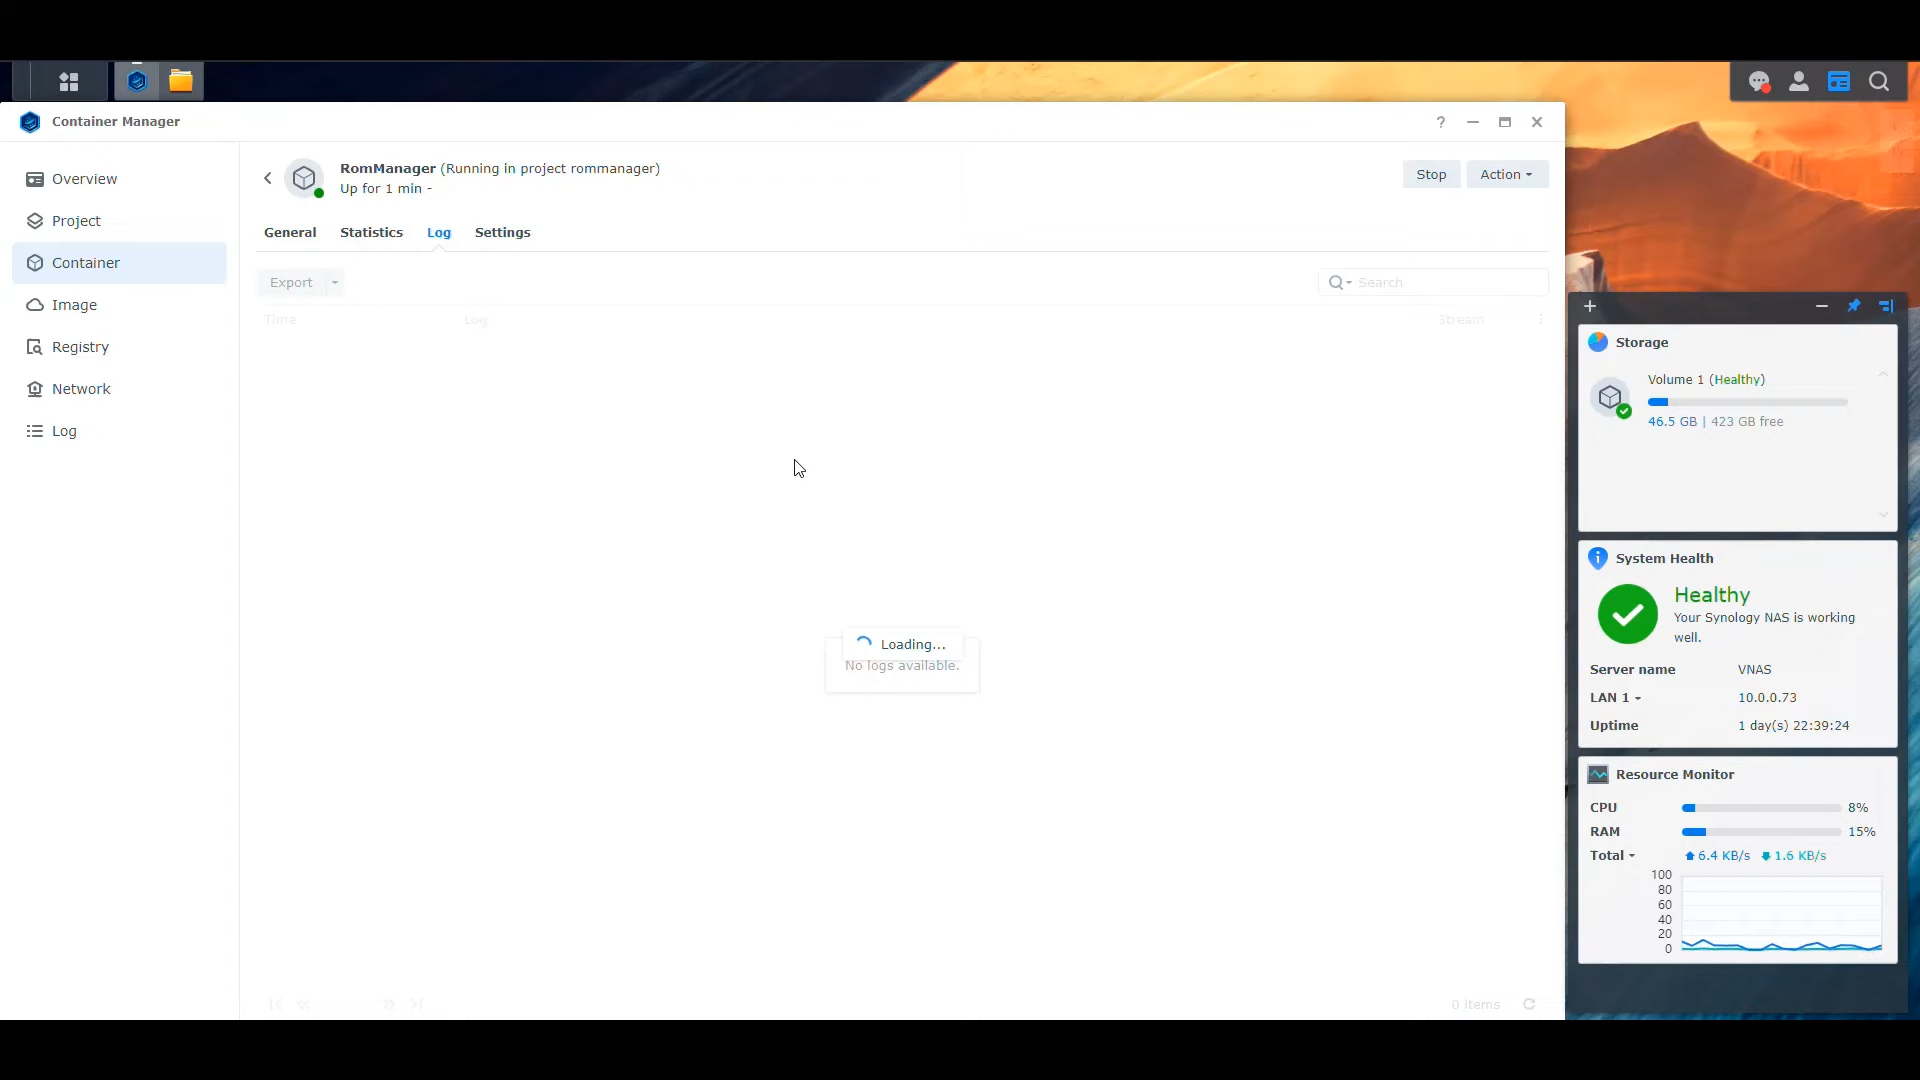 Container Manager
?
Overview
Project
Container
Image
Registry
Network
Log
RomManager (Running in project rommanager)
Up for 1 min -
Stop
Action
General
Statistics
Log
Settings
Export
Search
Time
Log
Stream
Loading...
No logs available.
0 items
Storage
Volume 1 (Healthy)
46.5 GB | 423 GB free
System Health
Healthy
Your Synology NAS is working
well.
Server name VNAS
LAN 1 10.0.0.73
Uptime 1 day(s) 22:39:24
Resource Monitor
CPU 8%
RAM 15%
Total 6.4 KB/s 1.6 KB/s
100
80
60
40
20
0